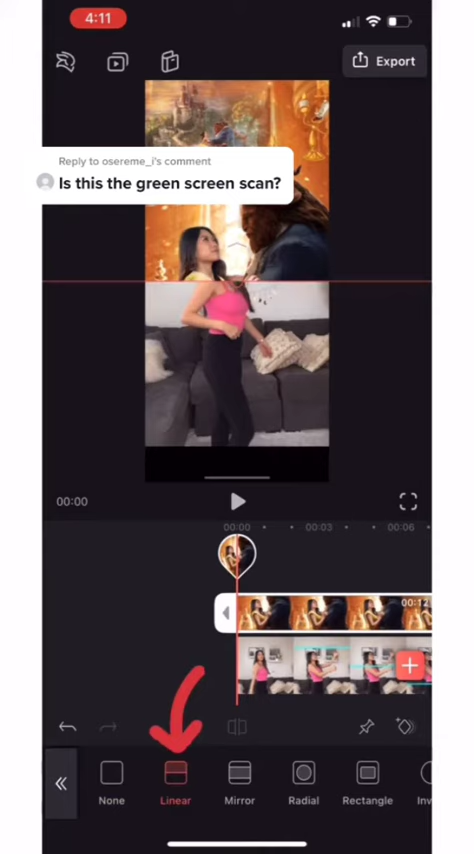 4:11
Export
Reply to osereme_i's comment
Is this the green screen scan?
00:00
00:00
00:03
00:06
00:12
None
Linear
Mirror
Radial
Rectangle
Inv